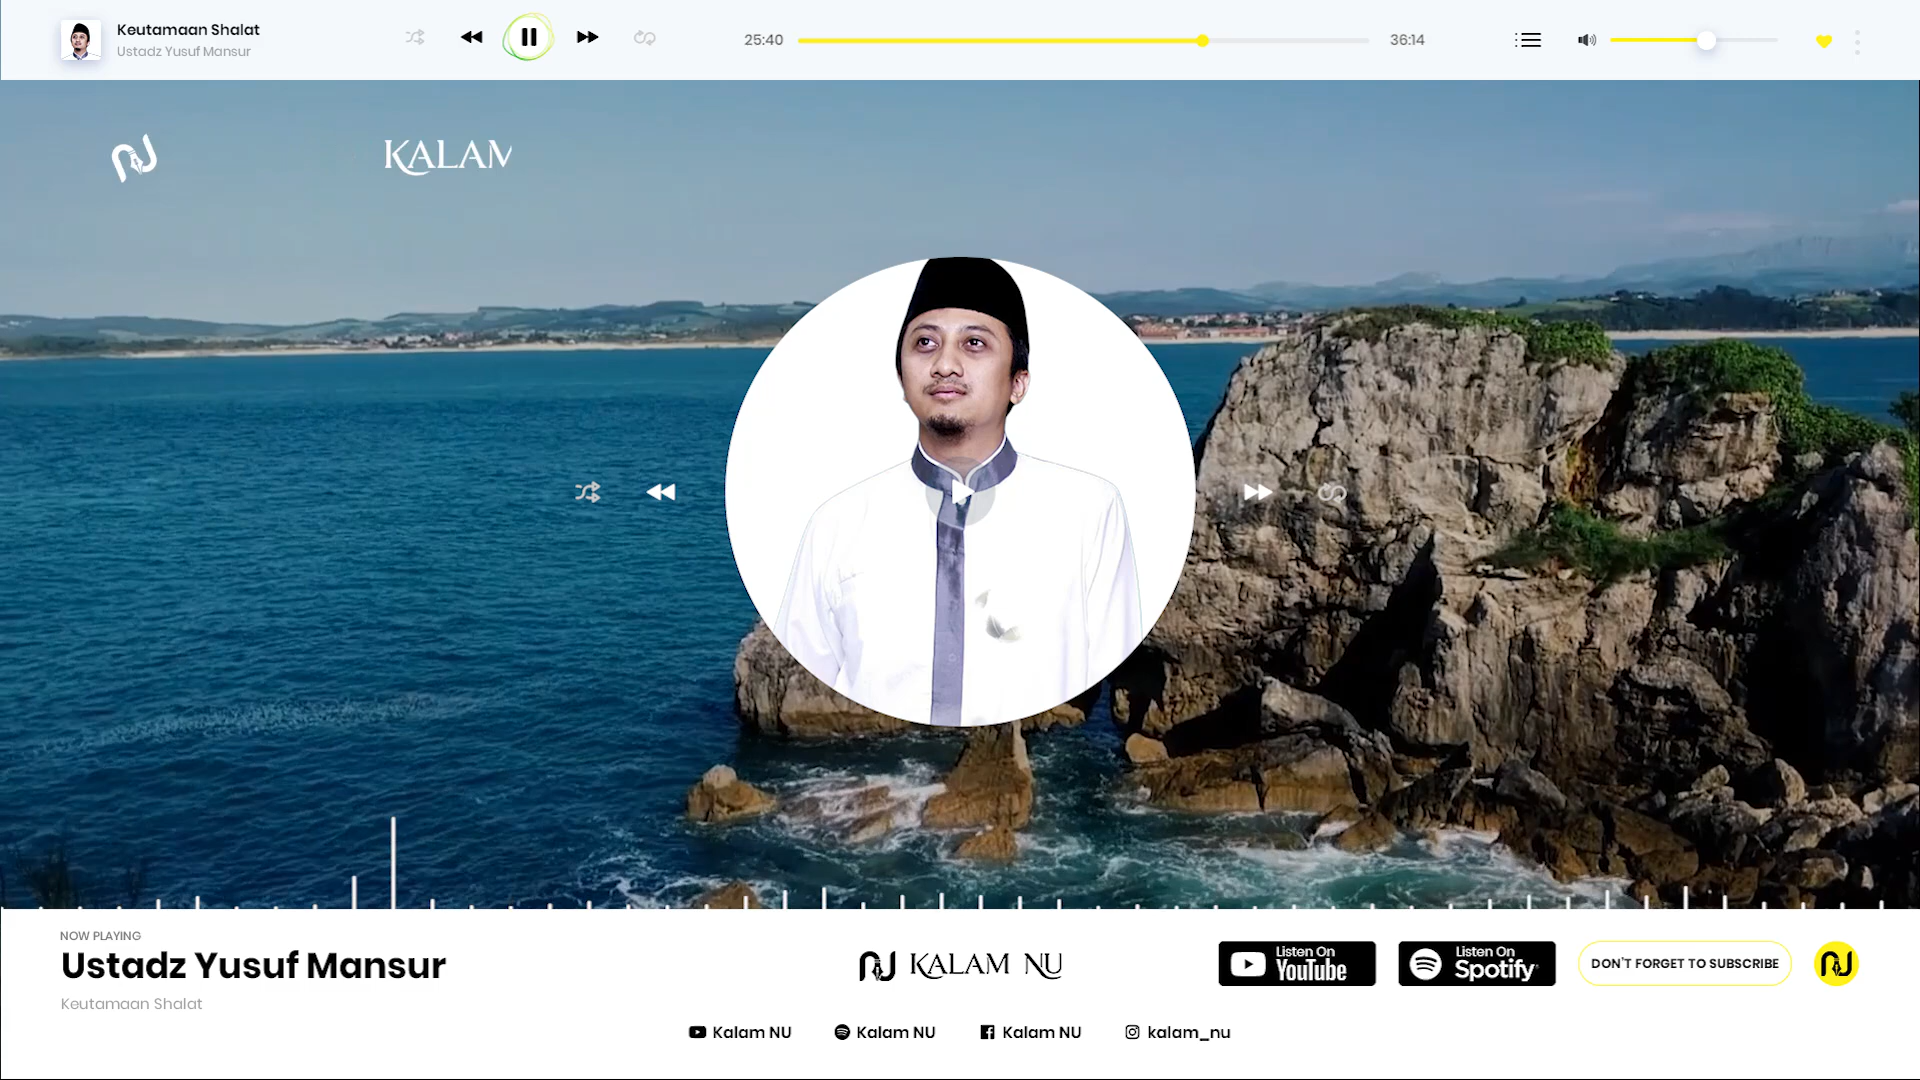 Keutamaan Shalat
Ustadz Yusuf Mansur
25:40
36:14
KALAM
NOW PLAYING
Ustadz Yusuf Mansur
Keutamaan Shalat
KALAM NU
Listen On
YouTube
Listen On
Spotify
DON'T FORGET TO SUBSCRIBE
Kalam NU
Kalam NU
Kalam NU
kalam_nu